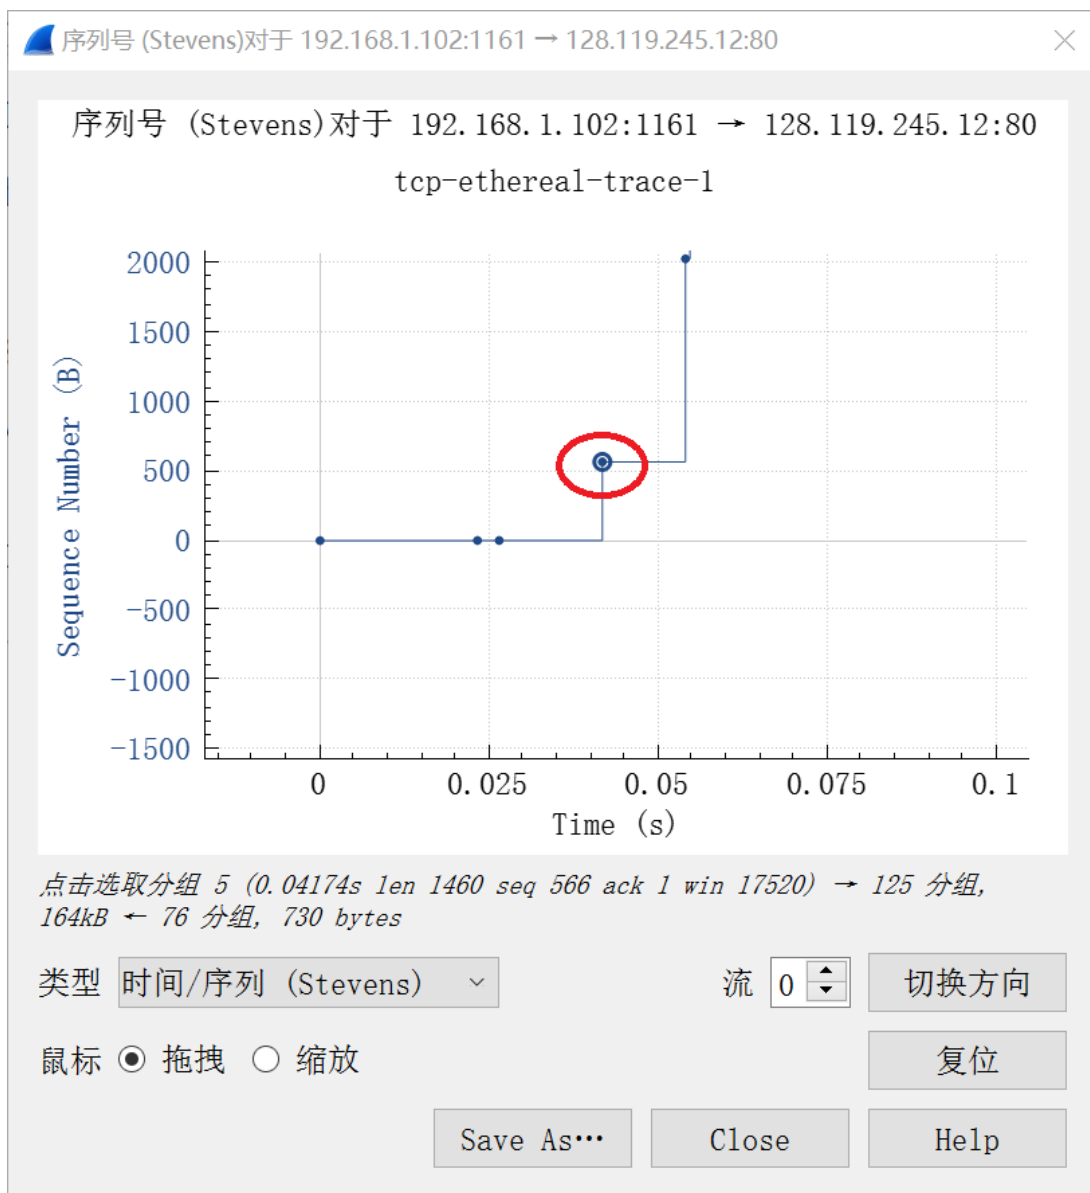 序列号 (Stevens)对于 192.168.1.102:1161 → 128.119.245.12:80
序列号 (Stevens)对于 192.168.1.102:1161 → 128.119.245.12:80
tcp-ethereal-trace-1
2000
1500
1000
500
0
-500
-1000
-1500
Sequence Number (B)
0 0.025 0.05 0.075 0.1
Time (s)
点击选取分组 5 (0.04174s len 1460 seq 566 ack 1 win 17520) → 125 分组,
164kB ← 76 分组, 730 bytes
类型 时间/序列 (Stevens) 流 0 切换方向
鼠标 拖拽 缩放 复位
Save As… Close Help